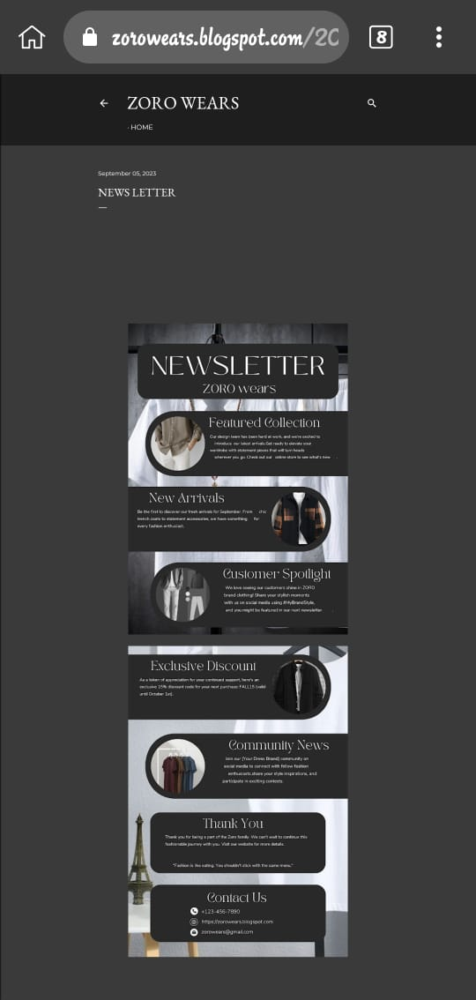 zorowears.blogspot.com/20
8
ZORO WEARS
· HOME
September 05, 2023
NEWS LETTER
NEWSLETTER
ZORO wears
Featured Collection
Our design team has been hard at work, and we're excited to
introduce our latest arrivals.Get ready to elevate your
wardrobe with statement pieces that will turn heads
wherever you go. Check out our online store to see what's new .
New Arrivals
Be the first to discover our fresh arrivals for September. From chic
trench coats to statement accessories, we have something for
every fashion enthusiast.
Customer Spotlight
We love seeing our customers shine in ZORO
brand clothing! Share your stylish moments
with us on social media using #MyBrandStyle,
and you might be featured in our next newsletter .
Exclusive Discount
As a token of appreciation for your continued support, here's an
exclusive 15% discount code for your next purchase: FALL15 (valid
until October 1st).
Community News
Join our [Your Dress Brand] community on
social media to connect with fellow fashion
enthusiasts.share your style inspirations, and
participate in exciting contests.
Thank You
Thank you for being a part of the Zoro family. We can't wait to continue this
fashionable journey with you. Visit our website for more details.
"Fashion is like eating. You shouldn't stick with the same menu."
Contact Us
+123-456-7890
https://zorowears.blogspot.com
zorowears@gmail.com